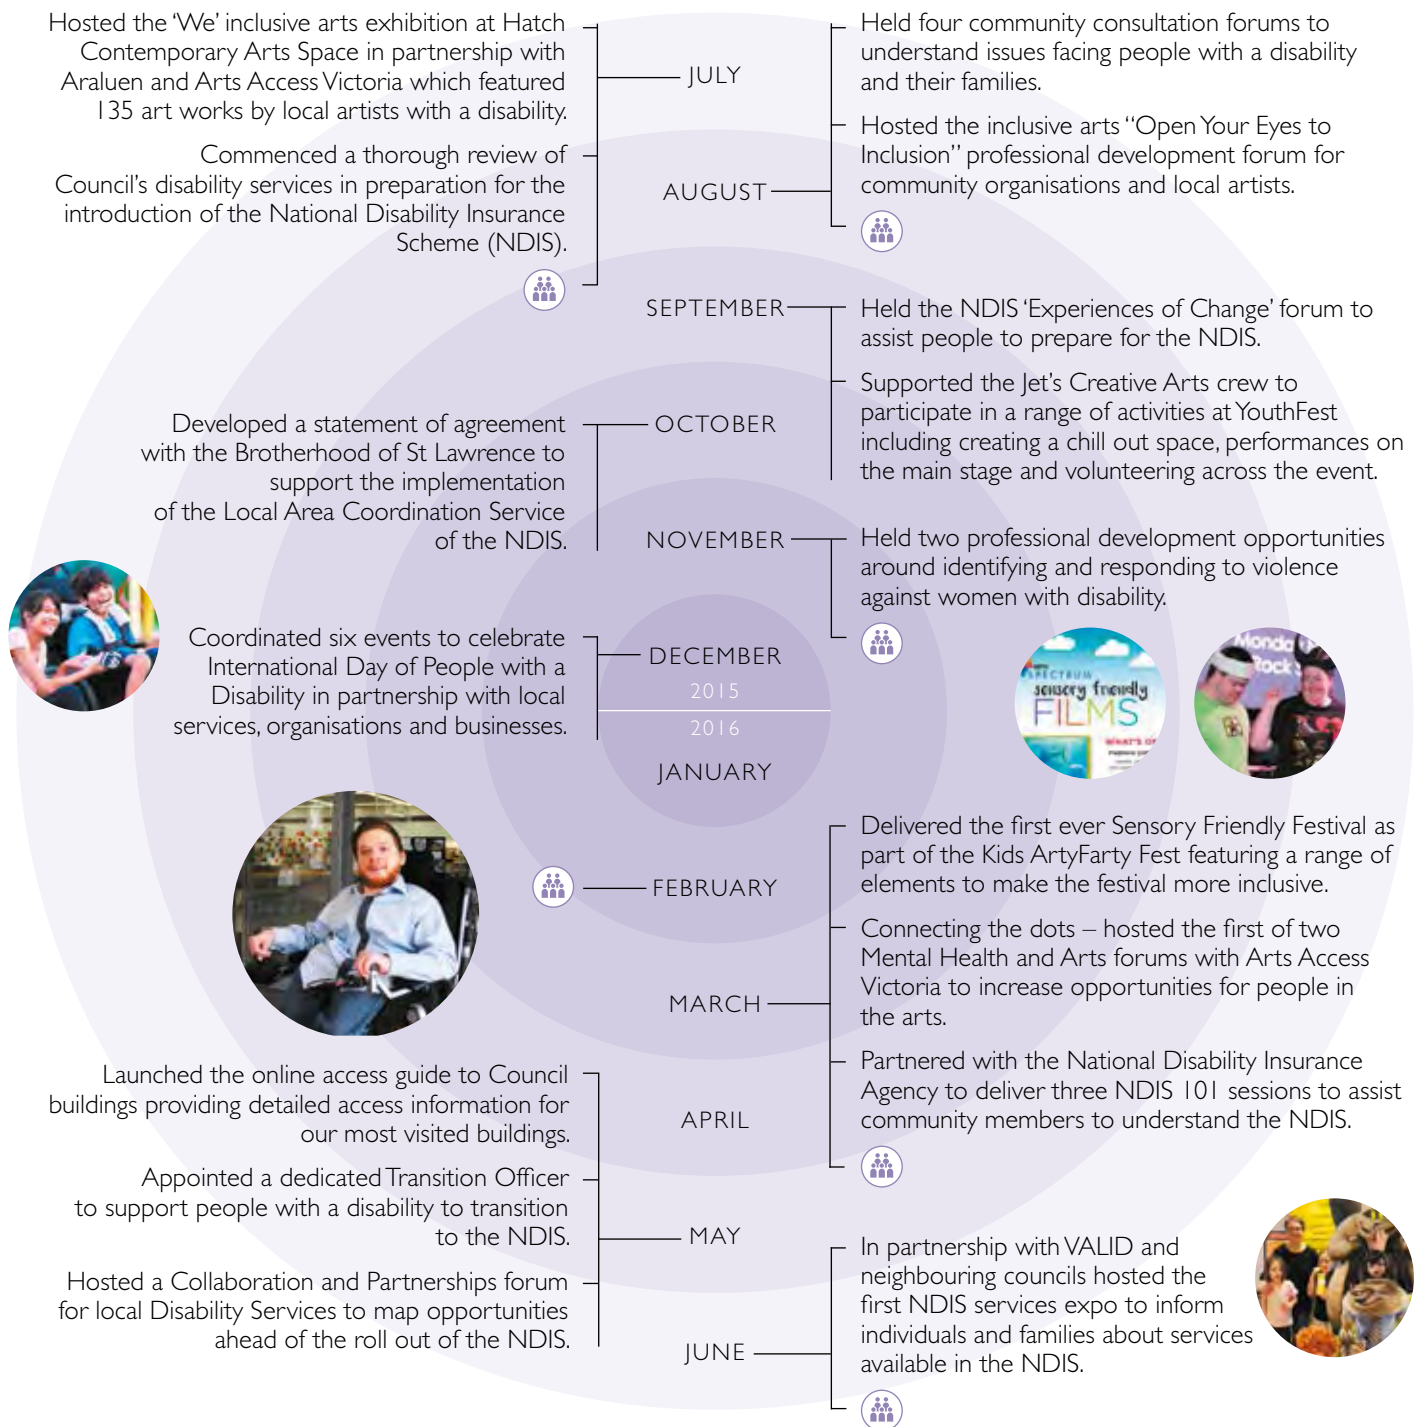 Hosted the ‘We’ inclusive arts exhibition at Hatch
Contemporary Arts Space in partnership with
Araluen and Arts Access Victoria which featured
135 art works by local artists with a disability.
JULY
Held four community consultation forums to
understand issues facing people with a disability
and their families.
Commenced a thorough review of
Council’s disability services in preparation for the
introduction of the National Disability Insurance
Scheme (NDIS).
AUGUST
Hosted the inclusive arts “Open Your Eyes to
Inclusion” professional development forum for
community organisations and local artists.
SEPTEMBER
Held the NDIS ‘Experiences of Change’ forum to
assist people to prepare for the NDIS.
Supported the Jet’s Creative Arts crew to
participate in a range of activities at YouthFest
including creating a chill out space, performances on
the main stage and volunteering across the event.
Developed a statement of agreement
with the Brotherhood of St Lawrence to
support the implementation
of the Local Area Coordination Service
of the NDIS.
OCTOBER
NOVEMBER
Held two professional development opportunities
around identifying and responding to violence
against women with disability.
Coordinated six events to celebrate
International Day of People with a
Disability in partnership with local
services, organisations and businesses.
DECEMBER
2015
2016
JANUARY
SPECTRUM
sensory friendly
FILMS
WHAT'S
Rock
FEBRUARY
Delivered the first ever Sensory Friendly Festival as
part of the Kids ArtyFarty Fest featuring a range of
elements to make the festival more inclusive.
Connecting the dots – hosted the first of two
Mental Health and Arts forums with Arts Access
Victoria to increase opportunities for people in
the arts.
MARCH
Partnered with the National Disability Insurance
Agency to deliver three NDIS 101 sessions to assist
community members to understand the NDIS.
Launched the online access guide to Council
buildings providing detailed access information for
our most visited buildings.
APRIL
Appointed a dedicated Transition Officer
to support people with a disability to transition
to the NDIS.
MAY
Hosted a Collaboration and Partnerships forum
for local Disability Services to map opportunities
ahead of the roll out of the NDIS.
JUNE
In partnership with VALID and
neighbouring councils hosted the
first NDIS services expo to inform
individuals and families about services
available in the NDIS.